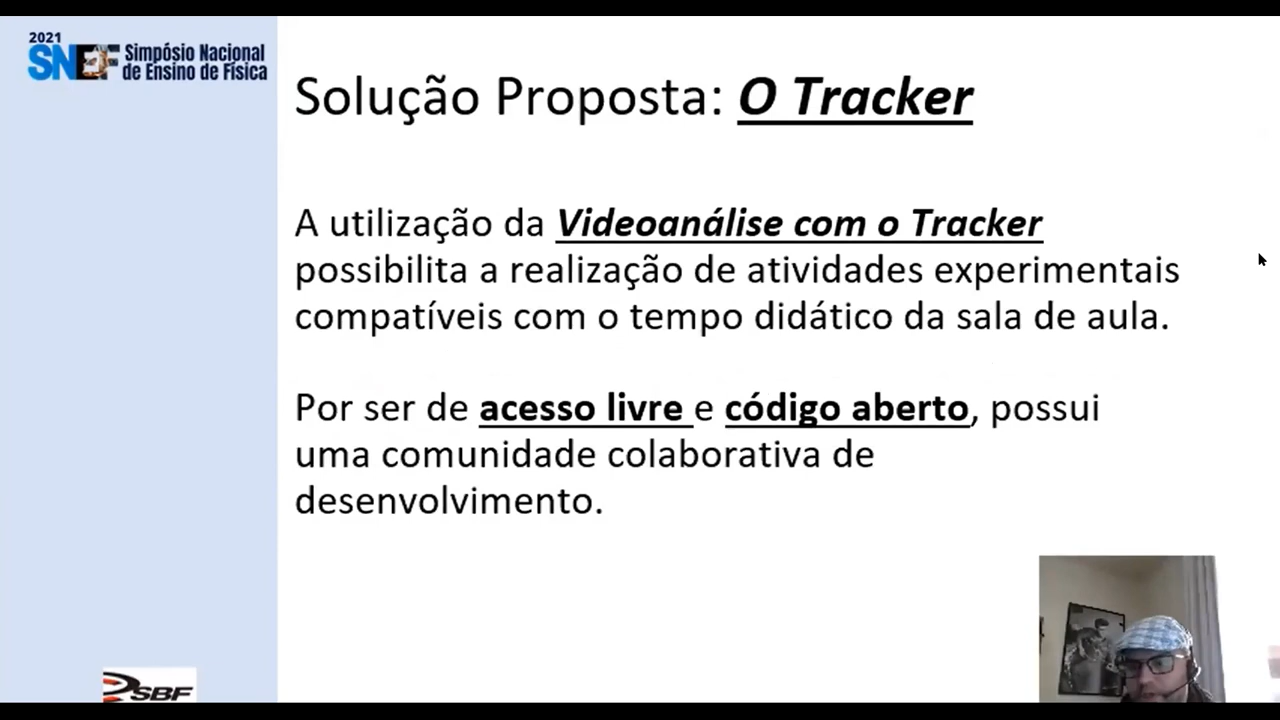 2021
SNEF Simpósio Nacional
de Ensino de Física
Solução Proposta: O Tracker
A utilização da Videoanálise com o Tracker
possibilita a realização de atividades experimentais
compatíveis com o tempo didático da sala de aula.
Por ser de acesso livre e código aberto, possui
uma comunidade colaborativa de
desenvolvimento.
SBF